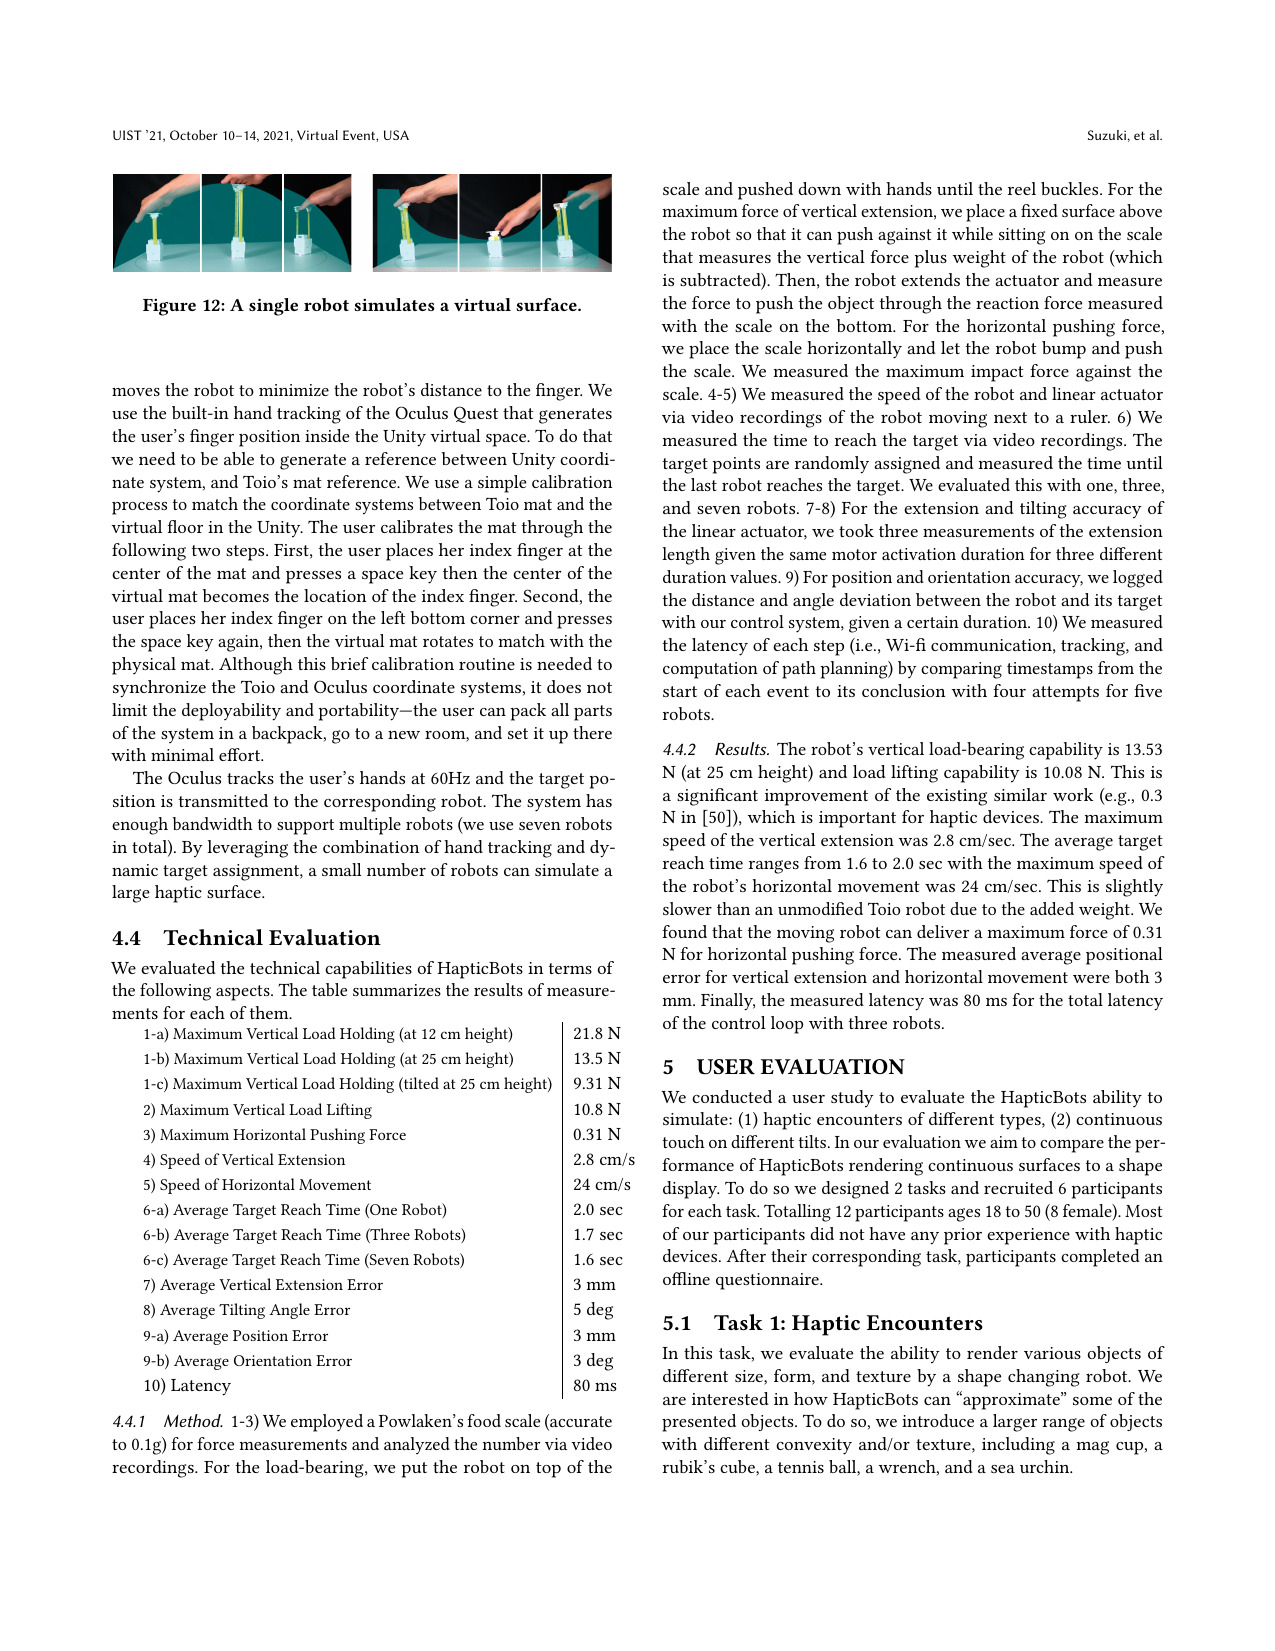 UIST ’21, October 10–14, 2021, Virtual Event, USA
Suzuki, et al.
Figure 12: A single robot simulates a virtual surface.
moves the robot to minimize the robot’s distance to the finger. We
use the built-in hand tracking of the Oculus Quest that generates
the user’s finger position inside the Unity virtual space. To do that
we need to be able to generate a reference between Unity coordi-
nate system, and Toio’s mat reference. We use a simple calibration
process to match the coordinate systems between Toio mat and the
virtual floor in the Unity. The user calibrates the mat through the
following two steps. First, the user places her index finger at the
center of the mat and presses a space key then the center of the
virtual mat becomes the location of the index finger. Second, the
user places her index finger on the left bottom corner and presses
the space key again, then the virtual mat rotates to match with the
physical mat. Although this brief calibration routine is needed to
synchronize the Toio and Oculus coordinate systems, it does not
limit the deployability and portability—the user can pack all parts
of the system in a backpack, go to a new room, and set it up there
with minimal effort.
The Oculus tracks the user’s hands at 60Hz and the target po-
sition is transmitted to the corresponding robot. The system has
enough bandwidth to support multiple robots (we use seven robots
in total). By leveraging the combination of hand tracking and dy-
namic target assignment, a small number of robots can simulate a
large haptic surface.
4.4 Technical Evaluation
We evaluated the technical capabilities of HapticBots in terms of
the following aspects. The table summarizes the results of measure-
ments for each of them.
1-a) Maximum Vertical Load Holding (at 12 cm height) 21.8 N
1-b) Maximum Vertical Load Holding (at 25 cm height) 13.5 N
1-c) Maximum Vertical Load Holding (tilted at 25 cm height) 9.31 N
2) Maximum Vertical Load Lifting 10.8 N
3) Maximum Horizontal Pushing Force 0.31 N
4) Speed of Vertical Extension 2.8 cm/s
5) Speed of Horizontal Movement 24 cm/s
6-a) Average Target Reach Time (One Robot) 2.0 sec
6-b) Average Target Reach Time (Three Robots) 1.7 sec
6-c) Average Target Reach Time (Seven Robots) 1.6 sec
7) Average Vertical Extension Error 3 mm
8) Average Tilting Angle Error 5 deg
9-a) Average Position Error 3 mm
9-b) Average Orientation Error 3 deg
10) Latency 80 ms
4.4.1 Method. 1-3) We employed a Powlaken’s food scale (accurate
to 0.1g) for force measurements and analyzed the number via video
recordings. For the load-bearing, we put the robot on top of the
scale and pushed down with hands until the reel buckles. For the
maximum force of vertical extension, we place a fixed surface above
the robot so that it can push against it while sitting on on the scale
that measures the vertical force plus weight of the robot (which
is subtracted). Then, the robot extends the actuator and measure
the force to push the object through the reaction force measured
with the scale on the bottom. For the horizontal pushing force,
we place the scale horizontally and let the robot bump and push
the scale. We measured the maximum impact force against the
scale. 4-5) We measured the speed of the robot and linear actuator
via video recordings of the robot moving next to a ruler. 6) We
measured the time to reach the target via video recordings. The
target points are randomly assigned and measured the time until
the last robot reaches the target. We evaluated this with one, three,
and seven robots. 7-8) For the extension and tilting accuracy of
the linear actuator, we took three measurements of the extension
length given the same motor activation duration for three different
duration values. 9) For position and orientation accuracy, we logged
the distance and angle deviation between the robot and its target
with our control system, given a certain duration. 10) We measured
the latency of each step (i.e., Wi-fi communication, tracking, and
computation of path planning) by comparing timestamps from the
start of each event to its conclusion with four attempts for five
robots.
4.4.2 Results. The robot’s vertical load-bearing capability is 13.53
N (at 25 cm height) and load lifting capability is 10.08 N. This is
a significant improvement of the existing similar work (e.g., 0.3
N in [50]), which is important for haptic devices. The maximum
speed of the vertical extension was 2.8 cm/sec. The average target
reach time ranges from 1.6 to 2.0 sec with the maximum speed of
the robot’s horizontal movement was 24 cm/sec. This is slightly
slower than an unmodified Toio robot due to the added weight. We
found that the moving robot can deliver a maximum force of 0.31
N for horizontal pushing force. The measured average positional
error for vertical extension and horizontal movement were both 3
mm. Finally, the measured latency was 80 ms for the total latency
of the control loop with three robots.
5 USER EVALUATION
We conducted a user study to evaluate the HapticBots ability to
simulate: (1) haptic encounters of different types, (2) continuous
touch on different tilts. In our evaluation we aim to compare the per-
formance of HapticBots rendering continuous surfaces to a shape
display. To do so we designed 2 tasks and recruited 6 participants
for each task. Totalling 12 participants ages 18 to 50 (8 female). Most
of our participants did not have any prior experience with haptic
devices. After their corresponding task, participants completed an
offline questionnaire.
5.1 Task 1: Haptic Encounters
In this task, we evaluate the ability to render various objects of
different size, form, and texture by a shape changing robot. We
are interested in how HapticBots can “approximate” some of the
presented objects. To do so, we introduce a larger range of objects
with different convexity and/or texture, including a mag cup, a
rubik’s cube, a tennis ball, a wrench, and a sea urchin.